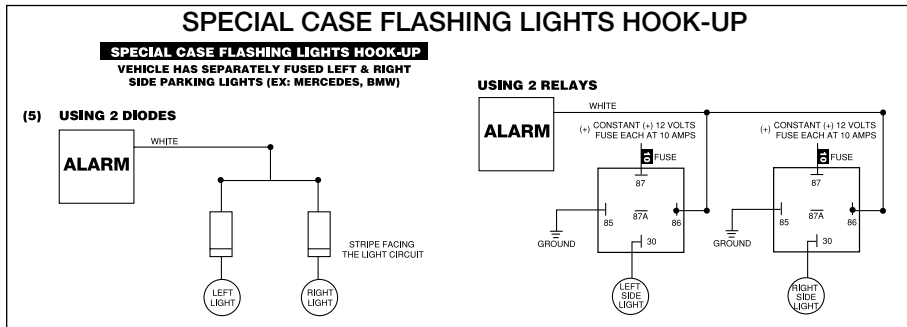 SPECIAL CASE FLASHING LIGHTS HOOK-UP
SPECIAL CASE FLASHING LIGHTS HOOK-UP
VEHICLE HAS SEPARATELY FUSED LEFT & RIGHT
SIDE PARKING LIGHTS (EX: MERCEDES, BMW)
(5) USING 2 DIODES
ALARM
WHITE
STRIPE FACING
THE LIGHT CIRCUIT
LEFT
LIGHT
RIGHT
LIGHT
USING 2 RELAYS
ALARM
WHITE
(+) CONSTANT (+) 12 VOLTS
FUSE EACH AT 10 AMPS
10 FUSE
87
85
87A
86
30
GROUND
LEFT
SIDE
LIGHT
(+) CONSTANT (+) 12 VOLTS
FUSE EACH AT 10 AMPS
10 FUSE
87
85
87A
86
30
GROUND
RIGHT
SIDE
LIGHT